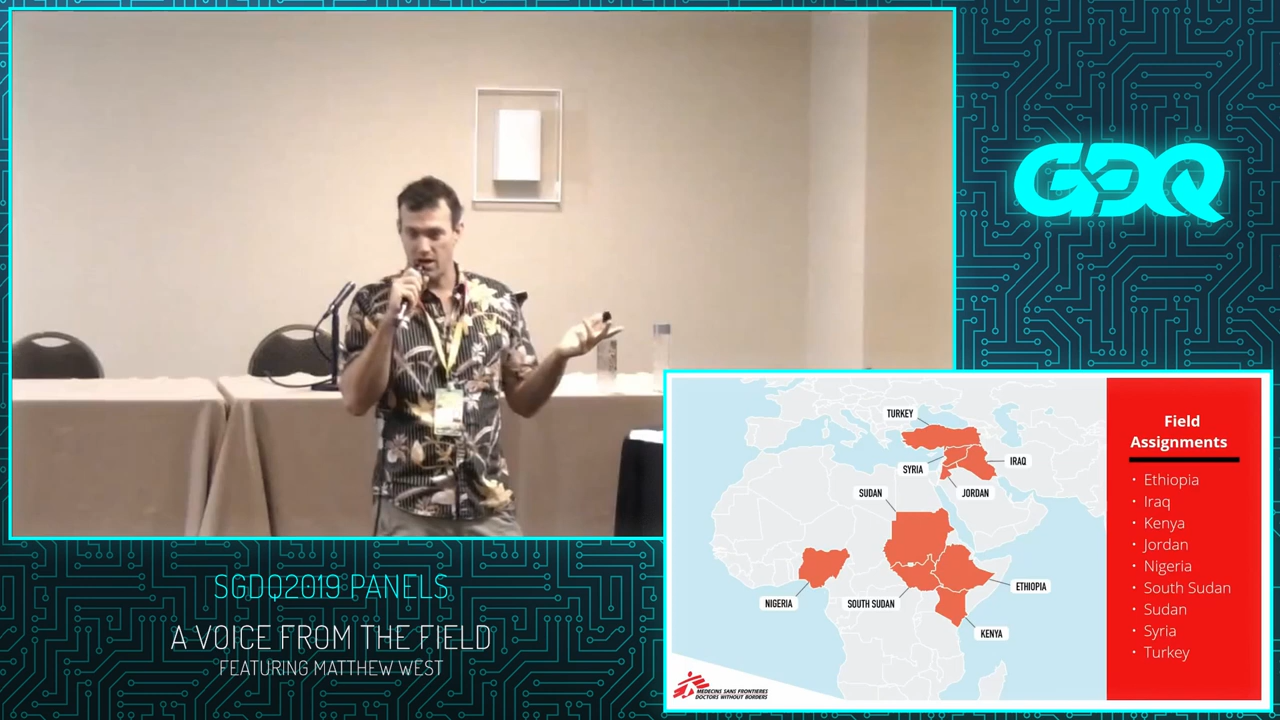 GDQ
SGDQ2019 PANELS
A VOICE FROM THE FIELD
FEATURING MATTHEW WEST
TURKEY
SYRIA
IRAQ
JORDAN
SUDAN
ETHIOPIA
NIGERIA
SOUTH SUDAN
KENYA
MEDECINS SANS FRONTIERES
DOCTORS WITHOUT BORDERS
Field
Assignments
• Ethiopia
• Iraq
• Kenya
• Jordan
• Nigeria
• South Sudan
• Sudan
• Syria
• Turkey